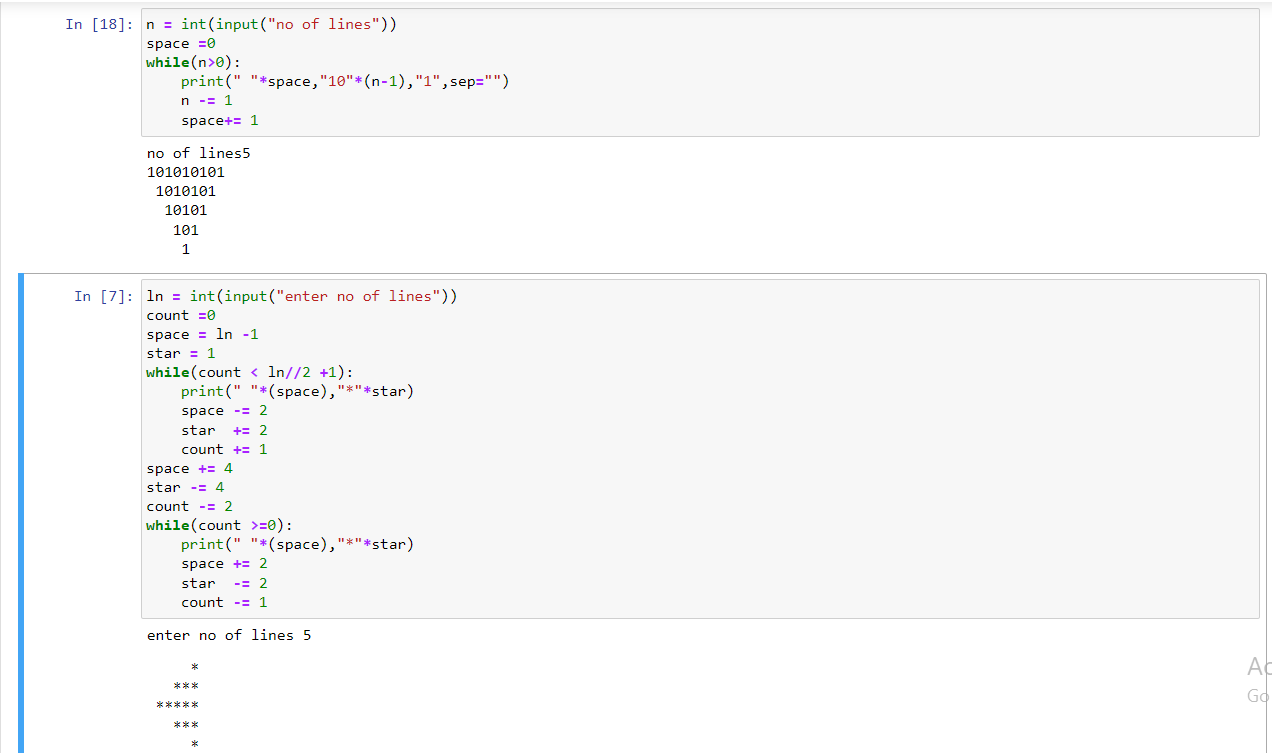 In [18]: n = int(input("no of lines"))
space =0
while(n>0):
    print(" "*space,"10"*(n-1),"1",sep="")
    n -= 1
    space+= 1
no of lines5
101010101
 1010101
  10101
   101
    1
In [7]: ln = int(input("enter no of lines"))
count =0
space = ln -1
star = 1
while(count < ln//2 +1):
    print(" "*(space),"*"*star)
    space -= 2
    star  += 2
    count += 1
space += 4
star -= 4
count -= 2
while(count >=0):
    print(" "*(space),"*"*star)
    space += 2
    star  -= 2
    count -= 1
enter no of lines 5
     *
   ***
 *****
   ***
     *
Go